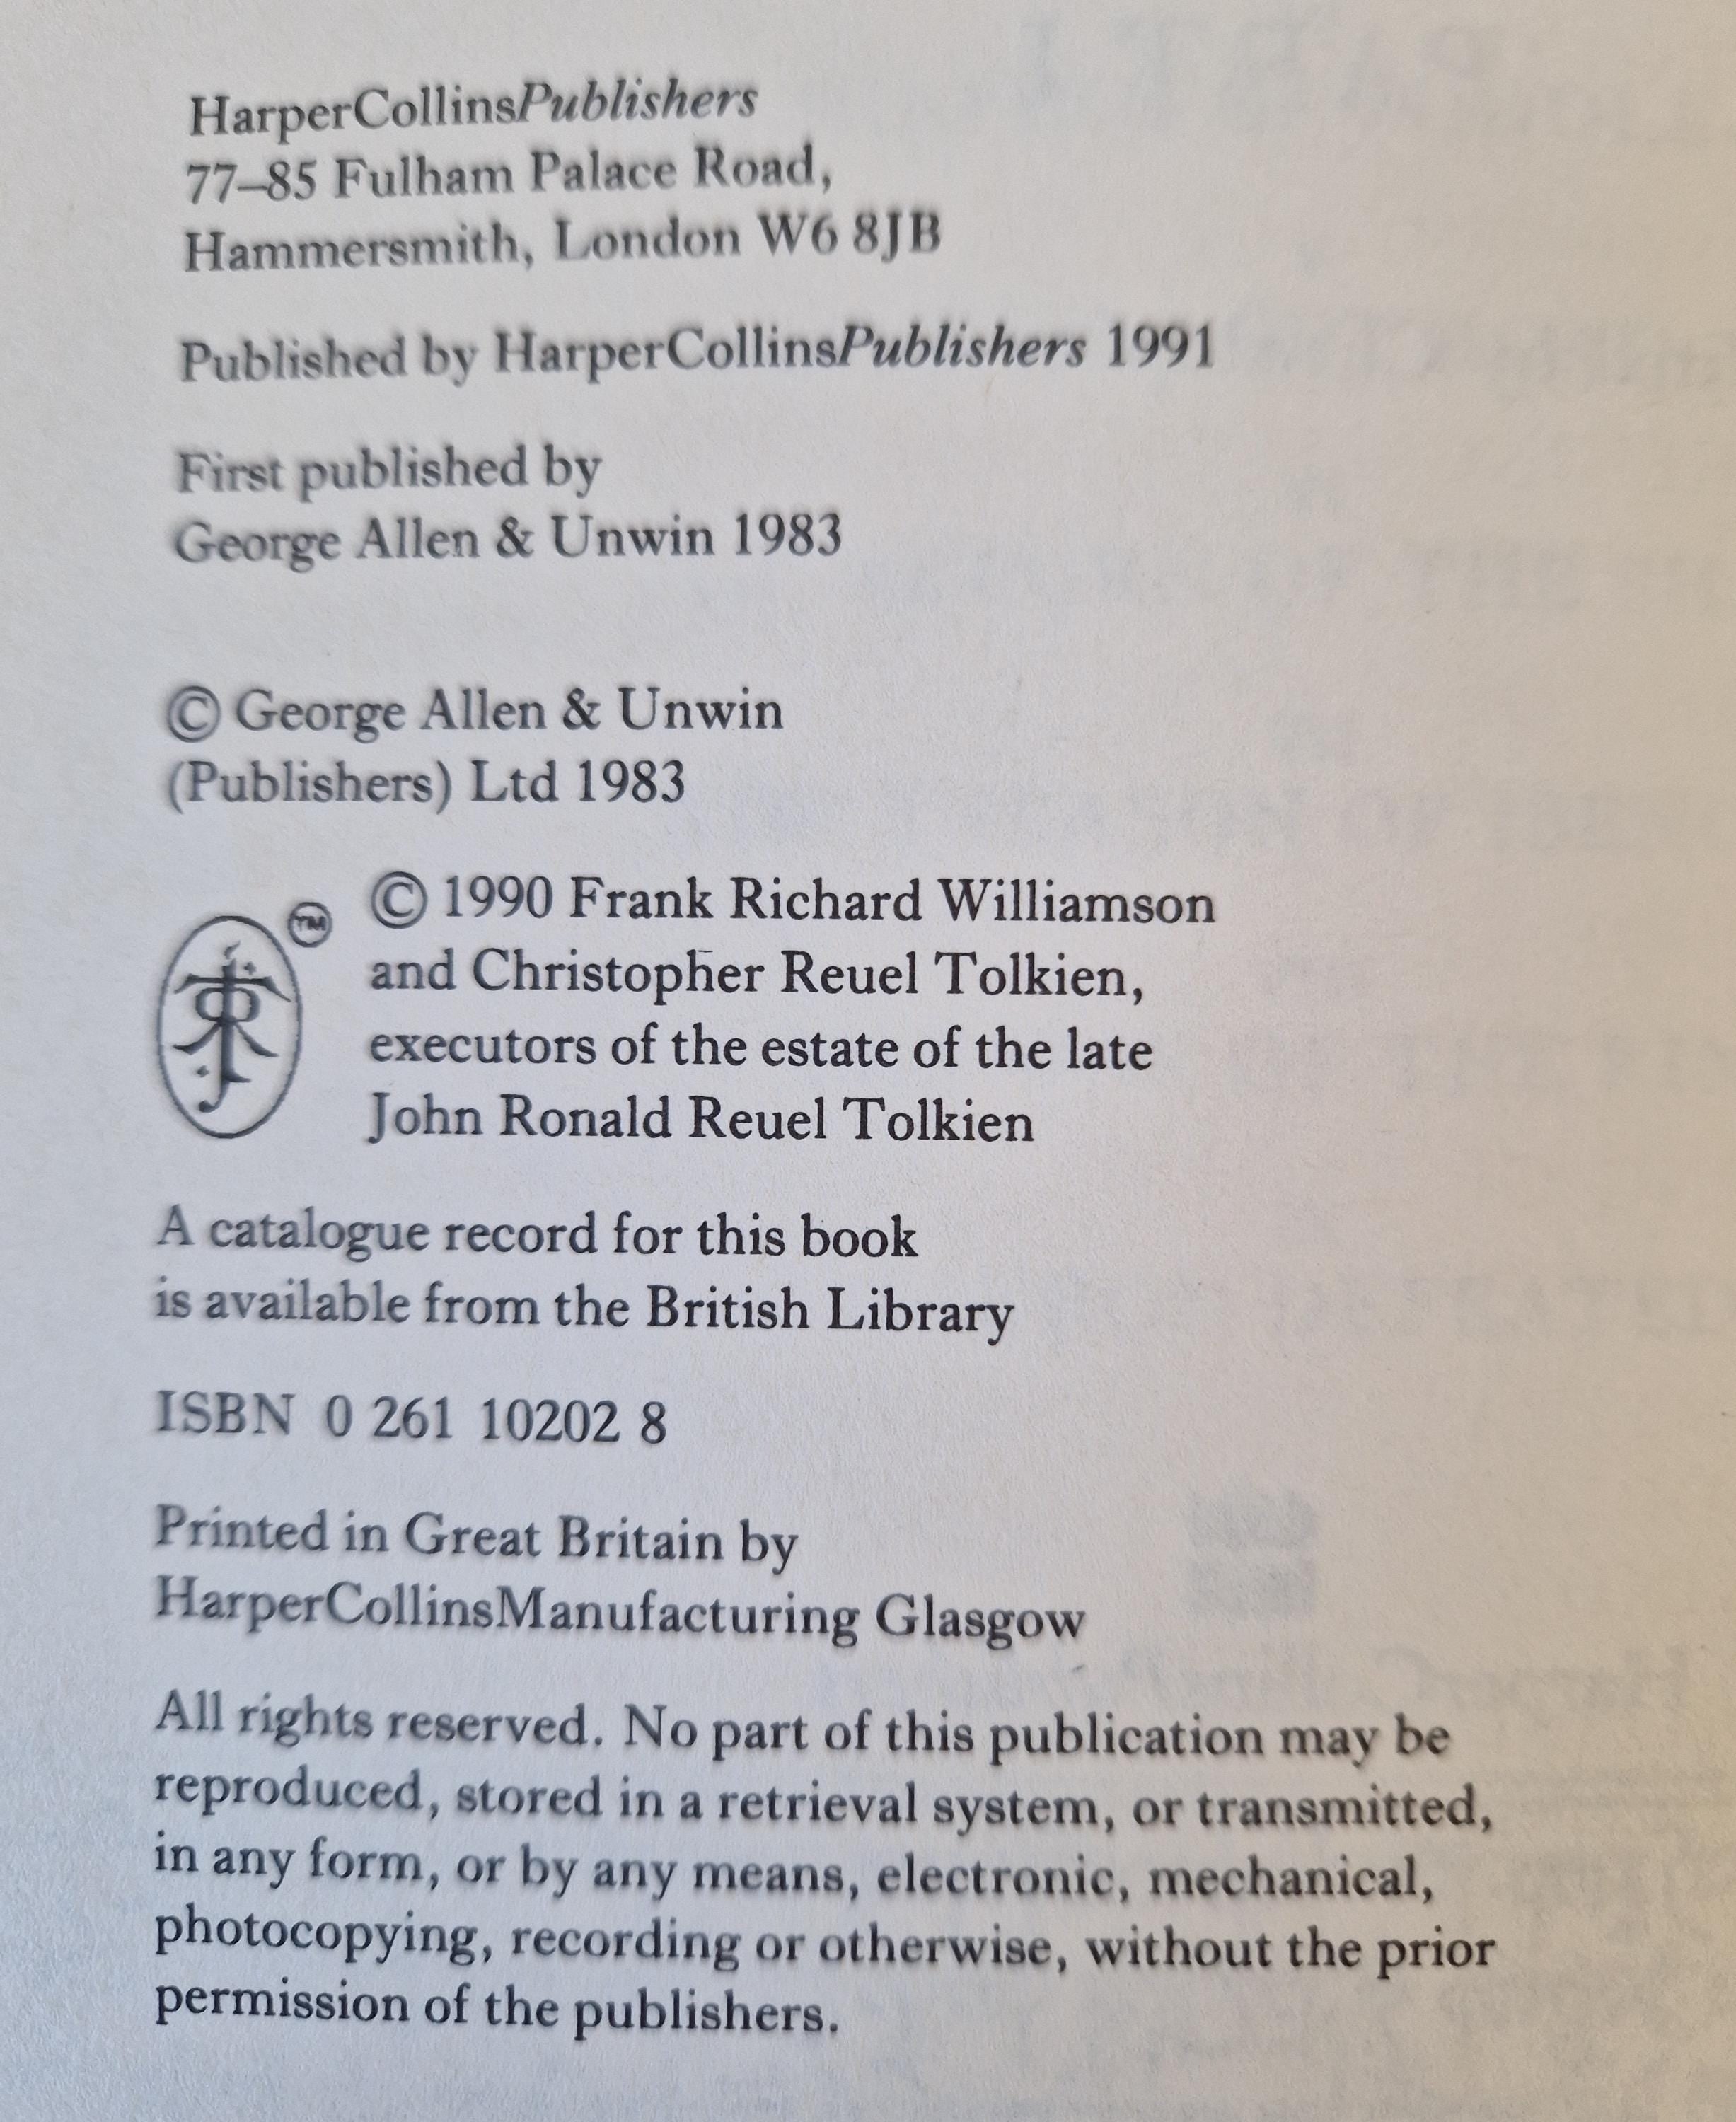 HarperCollinsPublishers
77–85 Fulham Palace Road,
Hammersmith, London W6 8JB
Published by HarperCollinsPublishers 1991
First published by
George Allen & Unwin 1983
© George Allen & Unwin
(Publishers) Ltd 1983
TM
© 1990 Frank Richard Williamson
and Christopher Reuel Tolkien,
executors of the estate of the late
John Ronald Reuel Tolkien
A catalogue record for this book
is available from the British Library
ISBN 0 261 10202 8
Printed in Great Britain by
HarperCollinsManufacturing Glasgow
All rights reserved. No part of this publication may be
reproduced, stored in a retrieval system, or transmitted,
in any form, or by any means, electronic, mechanical,
photocopying, recording or otherwise, without the prior
permission of the publishers.